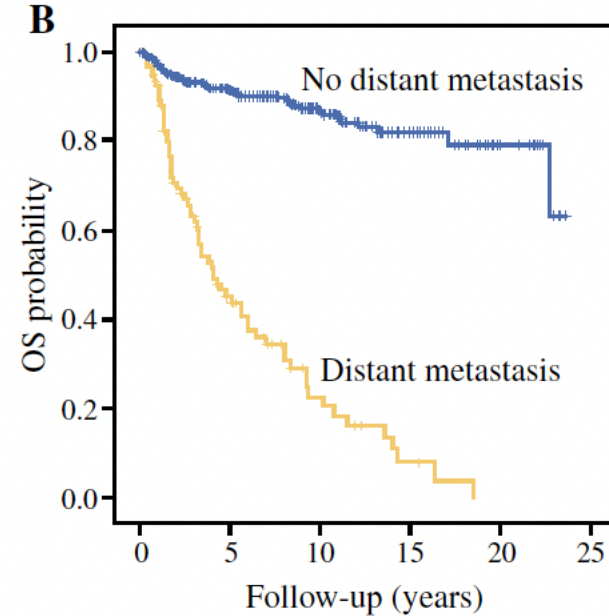 B
1.0
0.8
0.6
0.4
0.2
0.0
OS probability
No distant metastasis
Distant metastasis
0 5 10 15 20 25
Follow-up (years)